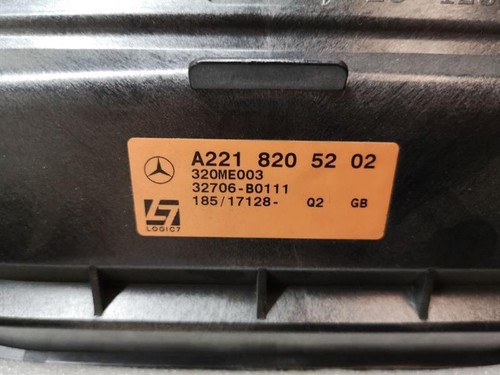 A221 820 52 02
320ME003
32706-B0111
185/17128- Q2 GB
LOGIC7